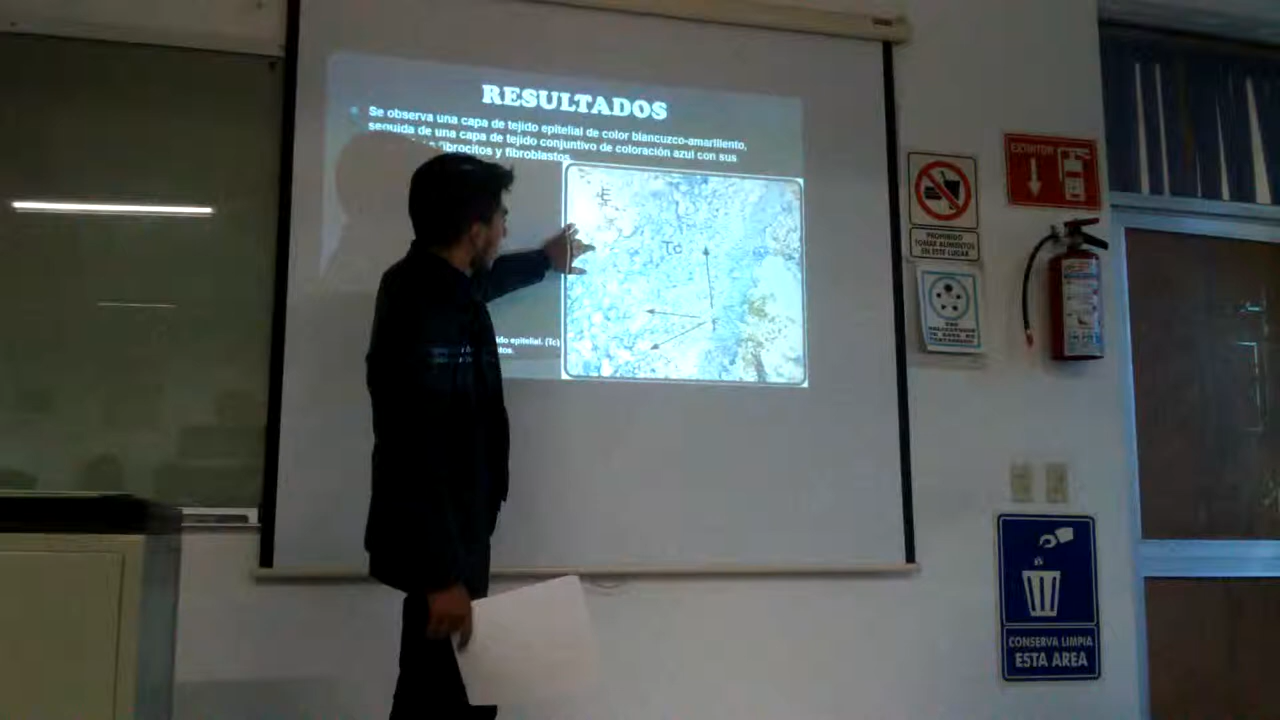 RESULTADOS
Se observa una capa de tejido epitelial de color blancuzco-amarillento,
seguida de una capa de tejido conjuntivo de coloración azul con sus
fibrocitos y fibroblastos.
Tc
epitelial. (Tc)
EXTINTOR
PROHIBIDO
TOMAR ALIMENTOS
EN ESTE LUGAR
CONSERVA LIMPIA
ESTA AREA